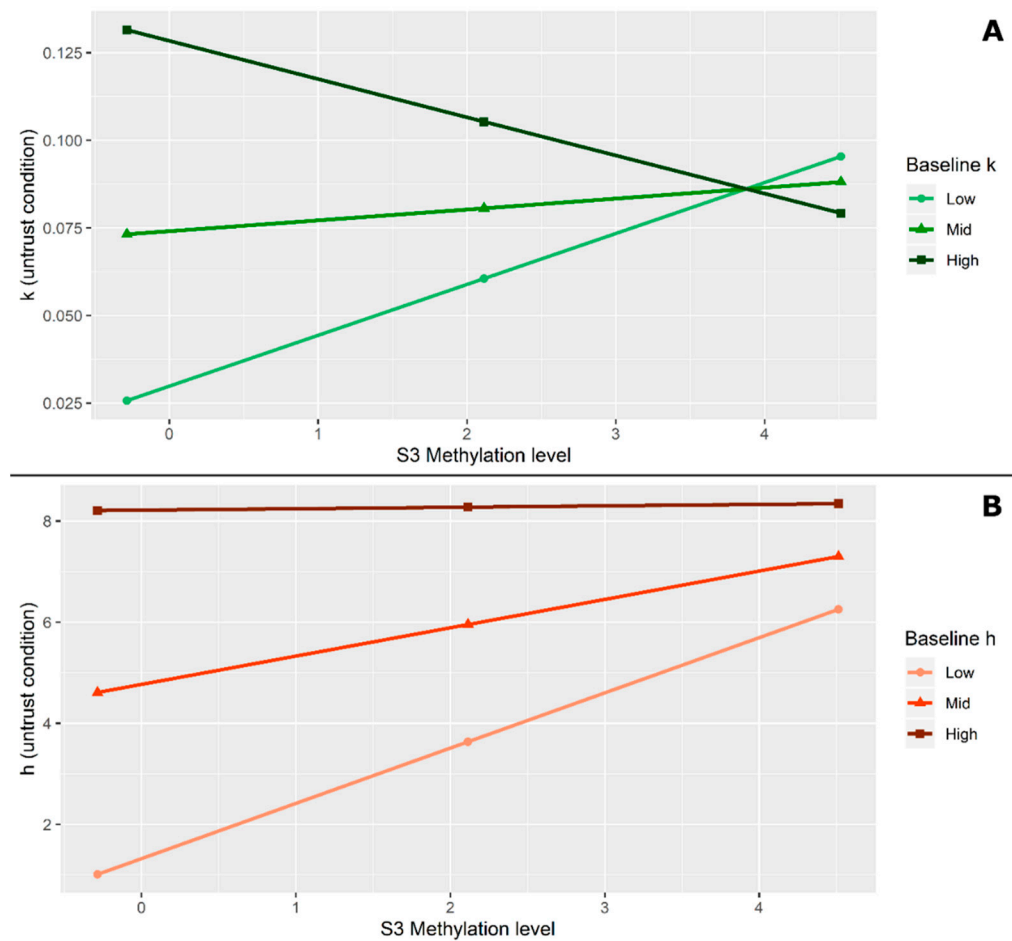 A
0.125
0.100
0.075
0.050
0.025
k (untrust condition)
0 1 2 3 4
S3 Methylation level
Baseline k
Low
Mid
High
B
8
6
4
2
h (untrust condition)
0 1 2 3 4
S3 Methylation level
Baseline h
Low
Mid
High